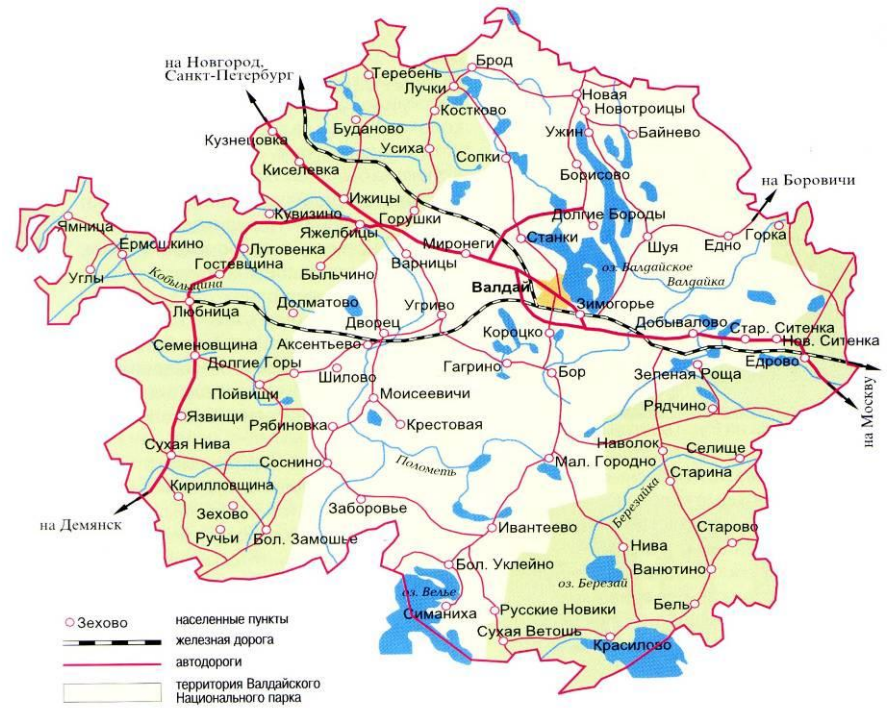 на Новгород,
Санкт-Петербург
Теребень
Брод
Лучки
Новая
Новотроицы
Костково
Буданово
Ужин
Байнево
Кузнецовка
Усиха
Сопки
Киселевка
Борисово
на Боровичи
Ижицы
Ямница
Кувизино
Горушки
Долгие Бороды
Яжелбицы
Миронеги
Станки
Шуя
Едно
Горка
Ермошкино
Лутовенка
Углы
Гостевщина
Быльчино
Варницы
оз. Валдайское
Кобыльщина
Валдай
Валдайка
Любница
Долматово
Угриво
Зимогорье
Дворец
Короцко
Добывалово
Стар. Ситенка
Семеновщина
Аксентьево
Нов. Ситенка
Долгие Горы
Гагрино
Едрово
Шилово
Бор
Зеленая Роща
Пойвищи
Моисеевичи
на Москву
Язвищи
Рядчино
Рябиновка
Крестовая
Сухая Нива
Наволок
Селище
Соснино
Полометь
Мал. Городно
Старина
Кирилловщина
Березайка
Зехово
Заборовье
на Демянск
Ивантеево
Старово
Ручьи
Бол. Замошье
Нива
Бол. Уклейно
Ванютино
оз. Березай
оз. Велье
Симаниха
Русские Новики
Бель
Зехово
населенные пункты
Сухая Ветошь
железная дорога
Красилово
автодороги
территория Валдайского
Национального парка